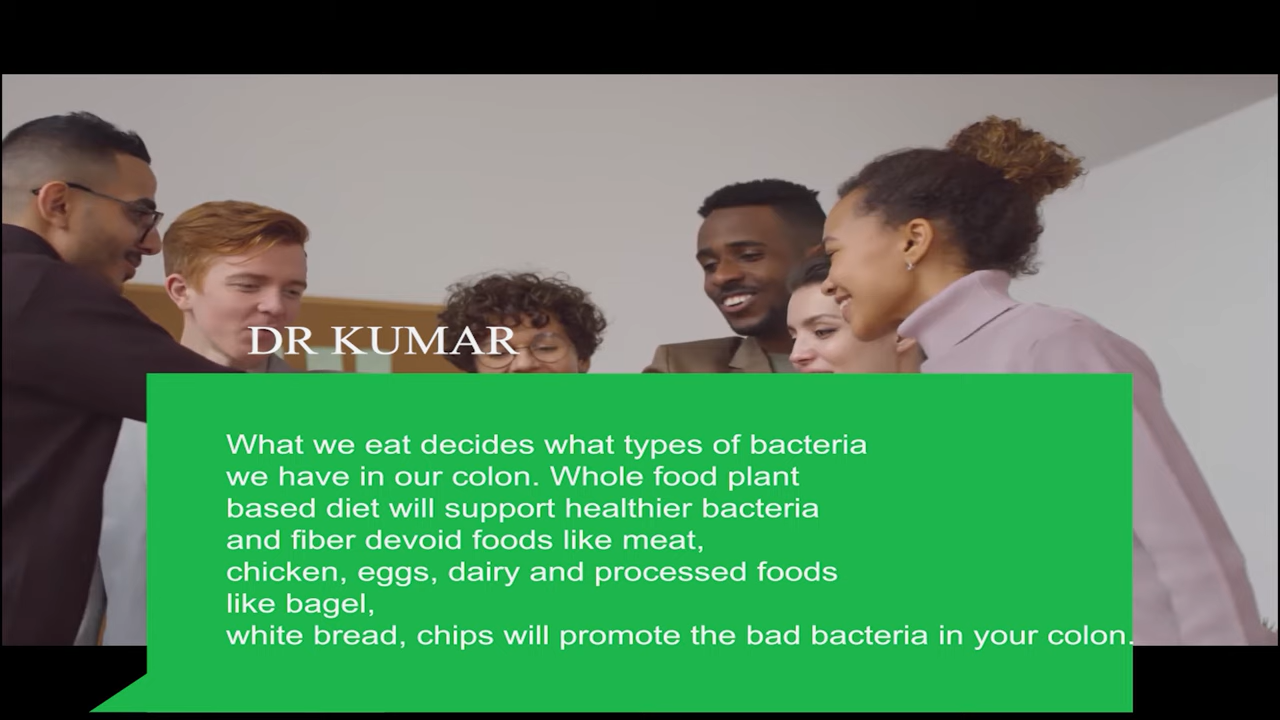 DR KUMAR
What we eat decides what types of bacteria
we have in our colon. Whole food plant
based diet will support healthier bacteria
and fiber devoid foods like meat,
chicken, eggs, dairy and processed foods
like bagel,
white bread, chips will promote the bad bacteria in your colon.